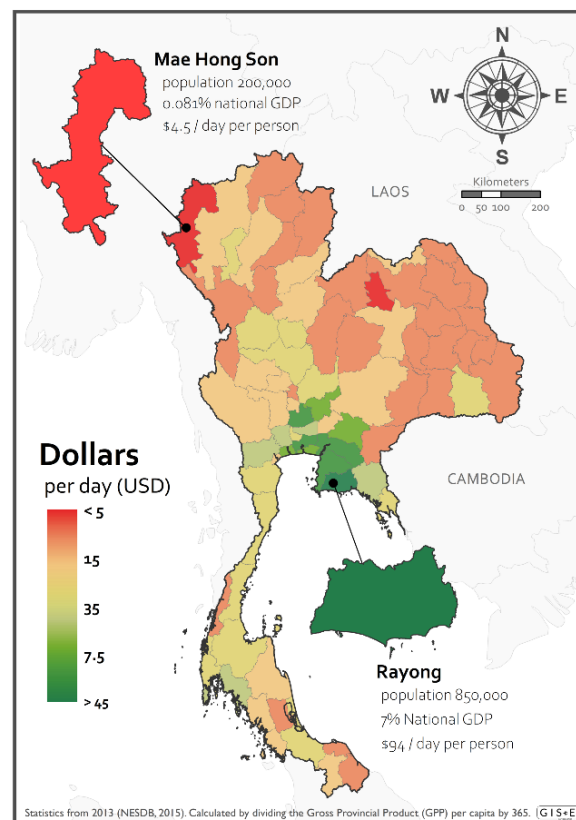 Mae Hong Son
population 200,000
0.081% national GDP
$4.5 / day per person
N
W
E
S
Kilometers
0 50 100 200
LAOS
CAMBODIA
Dollars
per day (USD)
< 5
15
35
7.5
> 45
Rayong
population 850,000
7% National GDP
$94 / day per person
Statistics from 2013 (NESDB, 2015). Calculated by dividing the Gross Provincial Product (GPP) per capita by 365.
GIS•E